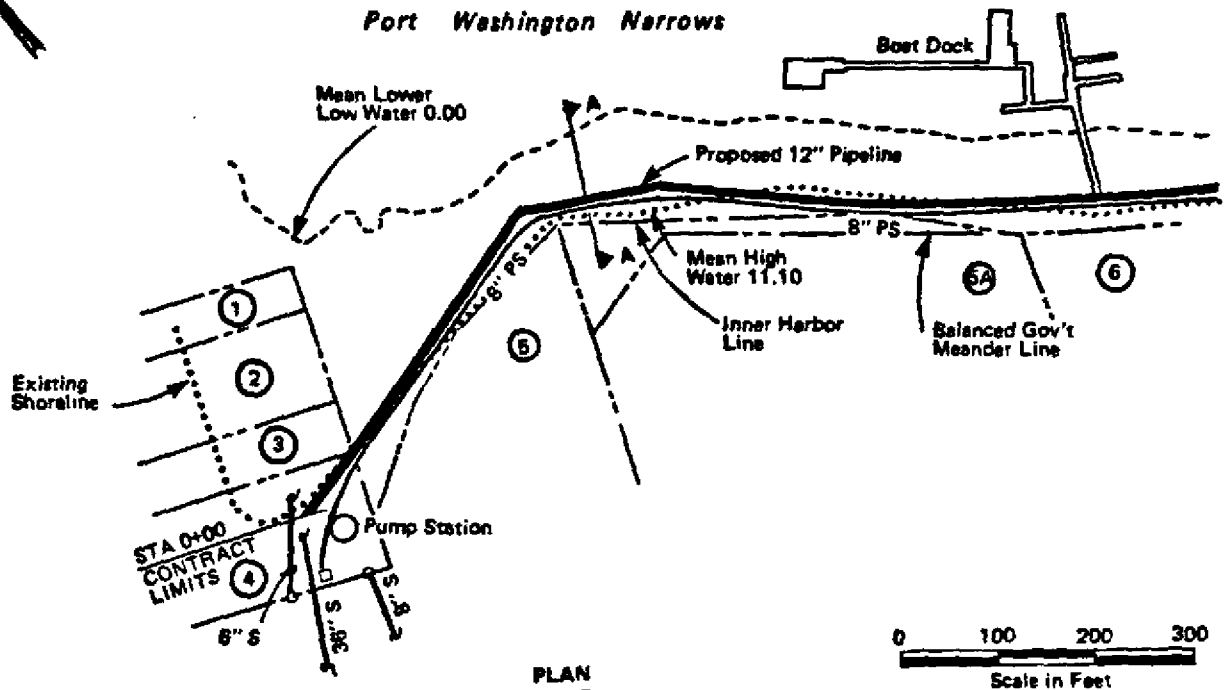 Port Washington Narrows
Boat Dock
Mean Lower
Low Water 0.00
A
Proposed 12" Pipeline
8" PS
A
Mean High
Water 11.10
8" PS
5A
6
1
Inner Harbor
Line
Balanced Gov't
Meander Line
5
2
Existing
Shoreline
3
Pump Station
STA 0+00
CONTRACT
LIMITS
4
6" S
36" S
8" S
PLAN
0 100 200 300
Scale in Feet